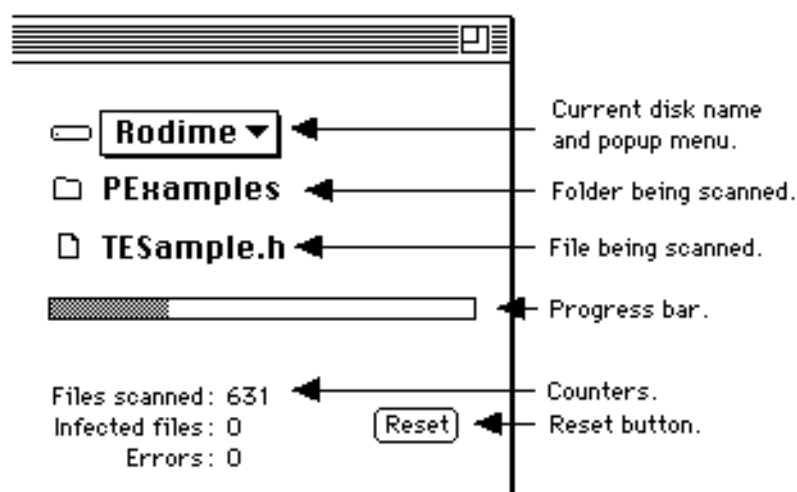 Rodime
Current disk name
and popup menu.
PExamples
Folder being scanned.
TESample.h
File being scanned.
Progress bar.
Files scanned: 631
Counters.
Infected files: 0
Reset
Reset button.
Errors: 0